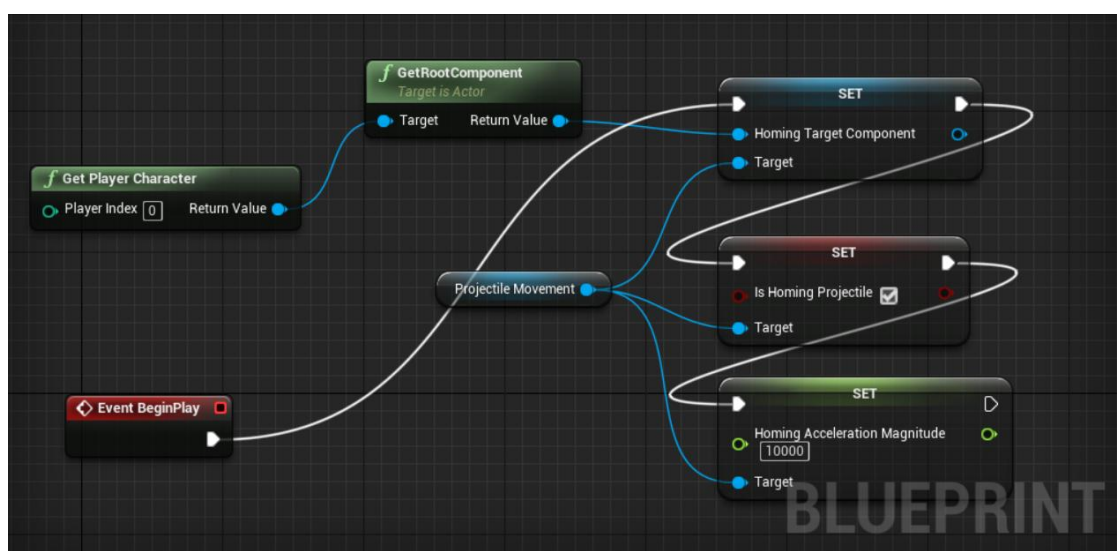 GetRootComponent
Target is Actor
Target Return Value
SET
Homing Target Component
Target
Get Player Character
Player Index 0 Return Value
SET
Is Homing Projectile
Target
Projectile Movement
Event BeginPlay
SET
Homing Acceleration Magnitude
10000
Target
BLUEPRINT